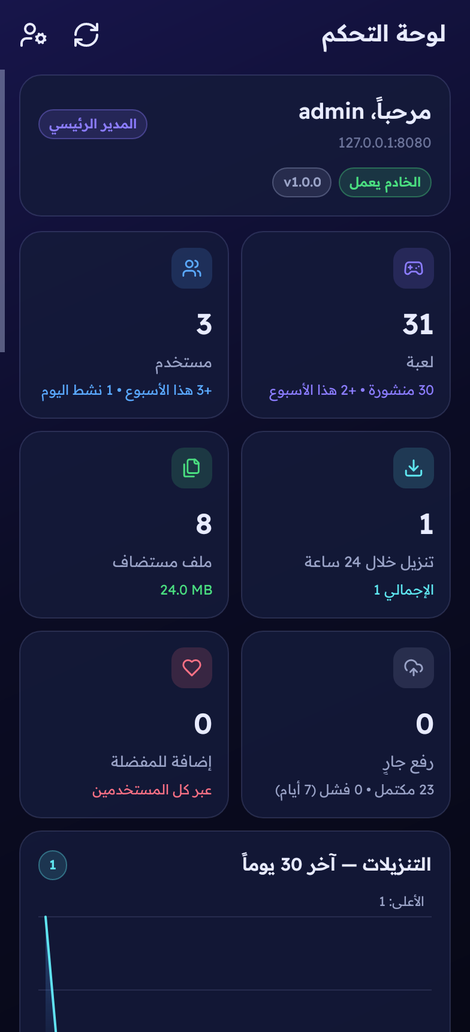 لوحة التحكم
مرحباً، admin
المدير الرئيسي
127.0.0.1:8080
الخادم يعمل
v1.0.0
31
لعبة
30 منشورة • +2 هذا الأسبوع
3
مستخدم
+3 هذا الأسبوع • 1 نشط اليوم
1
تنزيل خلال 24 ساعة
الإجمالي 1
8
ملف مستضاف
24.0 MB
0
رفع جارٍ
23 مكتمل • 0 فشل (7 أيام)
0
إضافة للمفضلة
عبر كل المستخدمين
التنزيلات — آخر 30 يوماً
1
الأعلى: 1